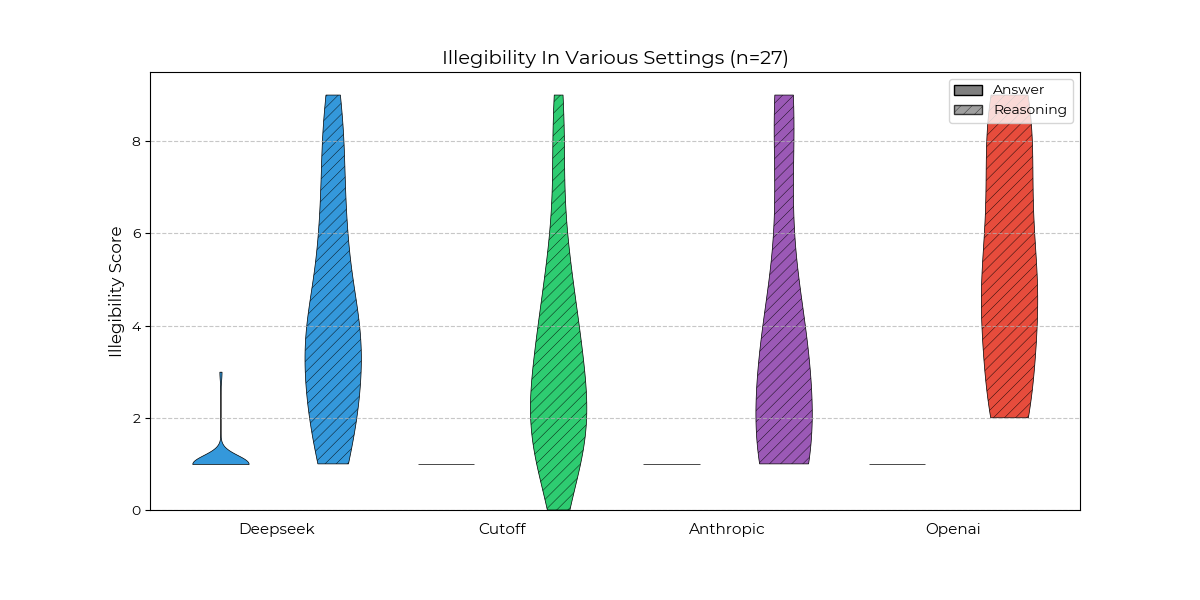 Illegibility In Various Settings (n=27)
Answer
Reasoning
Illegibility Score
8
6
4
2
0
Deepseek
Cutoff
Anthropic
Openai